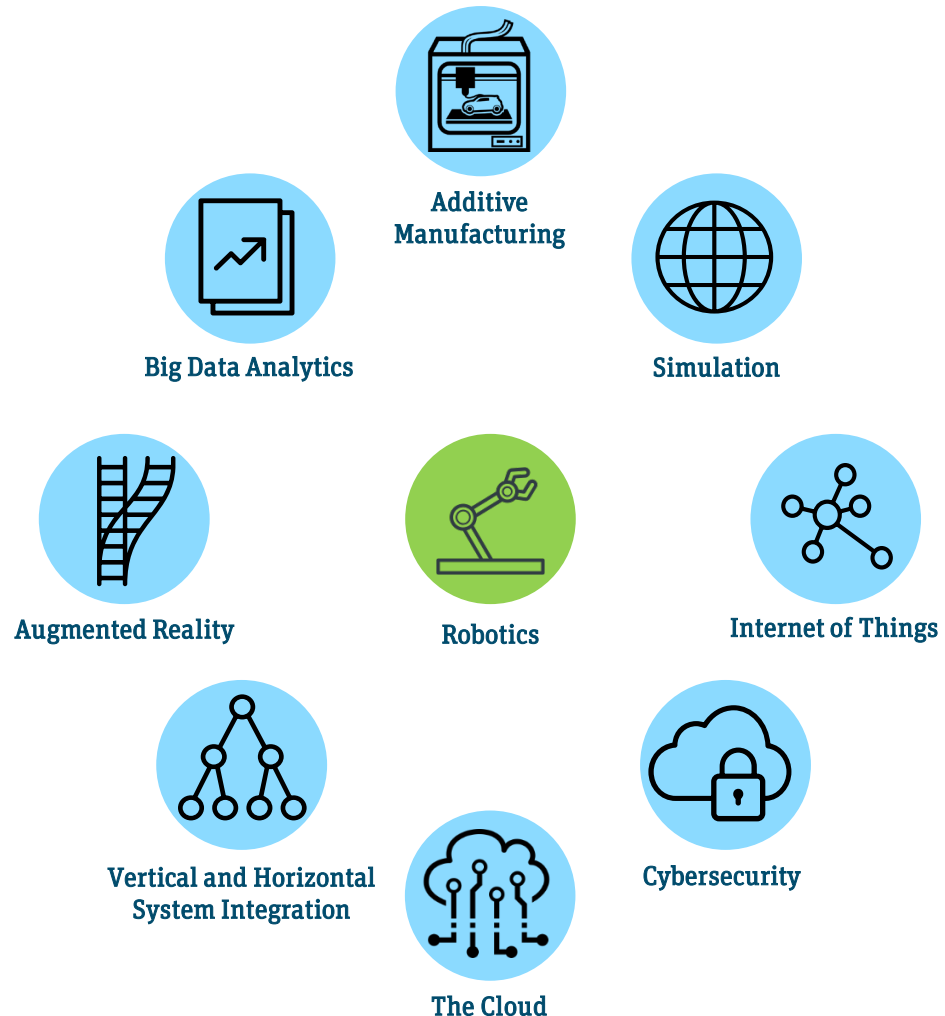 Additive
Manufacturing
Big Data Analytics
Simulation
Augmented Reality
Robotics
Internet of Things
Vertical and Horizontal
System Integration
Cybersecurity
The Cloud